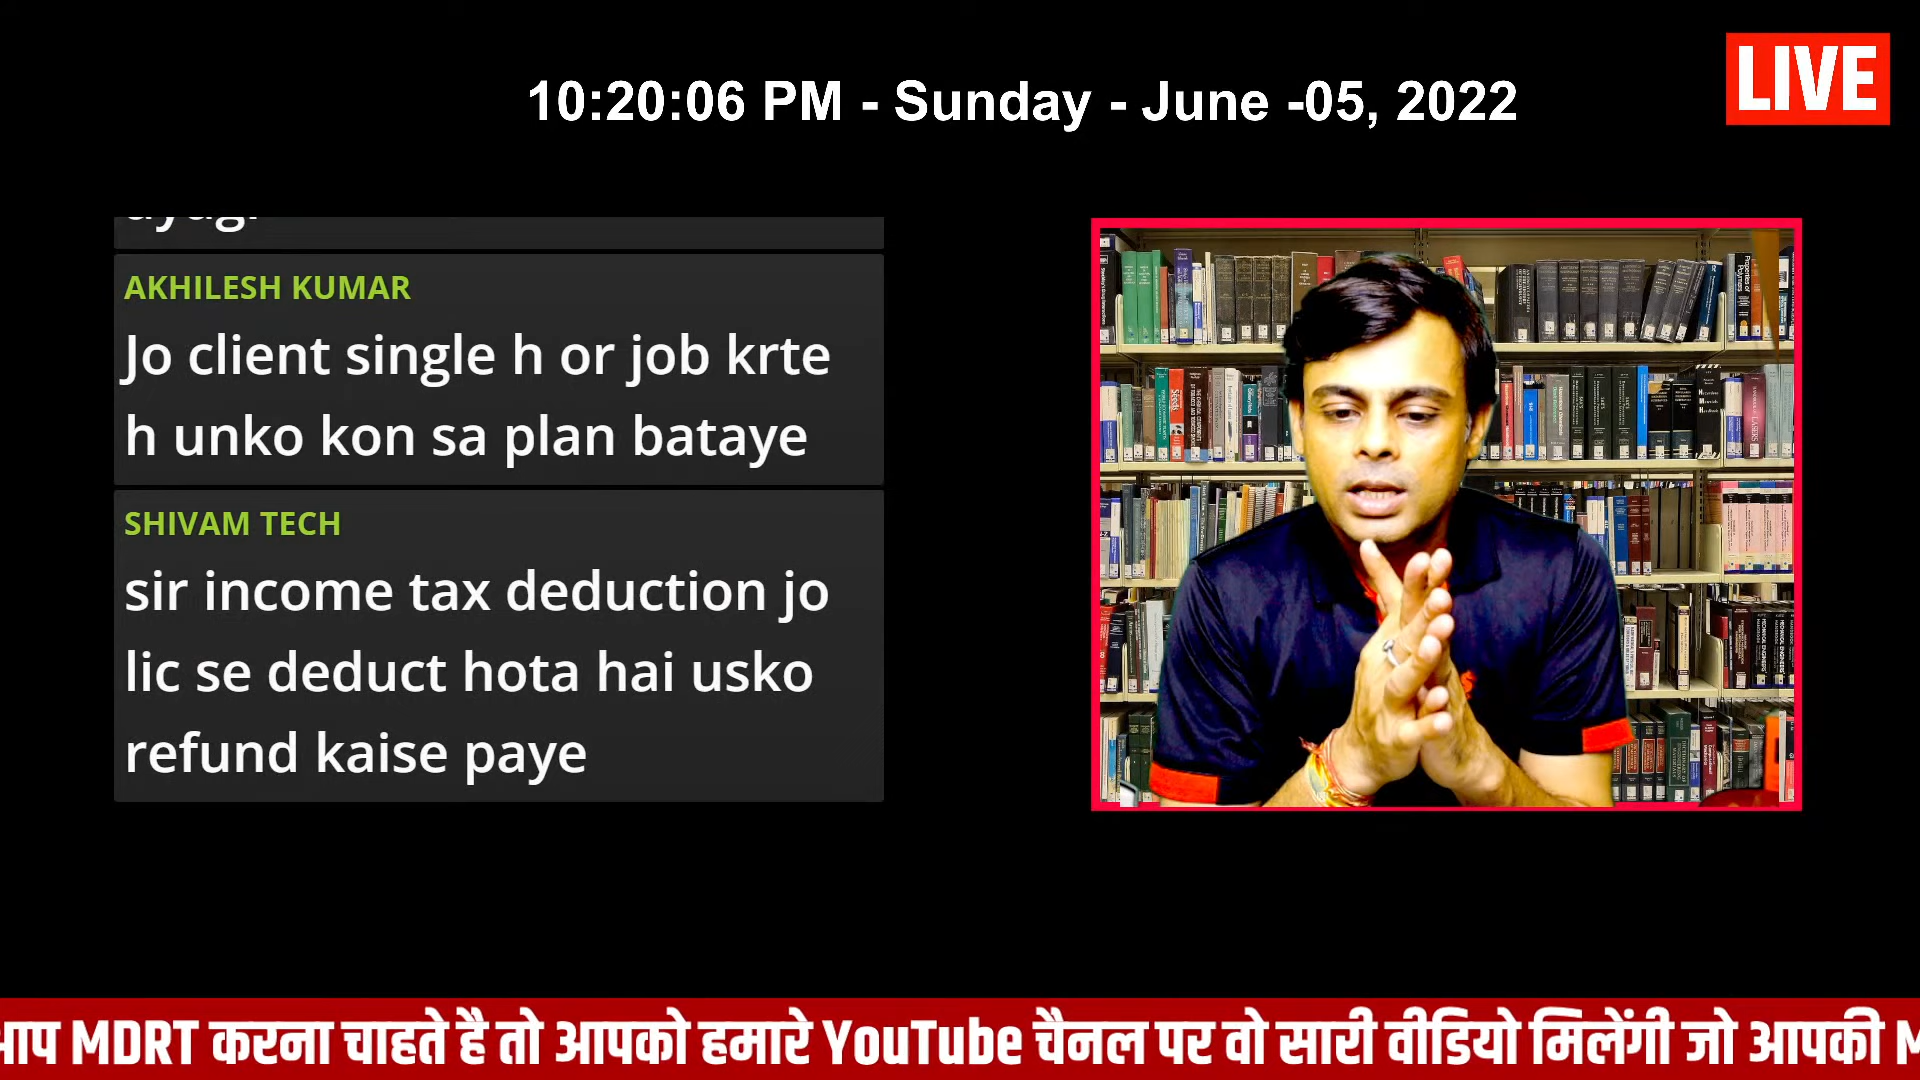 10:20:06 PM - Sunday - June -05, 2022
LIVE
AKHILESH KUMAR
Jo client single h or job krte
h unko kon sa plan bataye
SHIVAM TECH
sir income tax deduction jo
lic se deduct hota hai usko
refund kaise paye
MDRT करना चाहते है तो आपको हमारे YouTube चैनल पर वो सारी वीडियो मिलेंगी जो आपकी